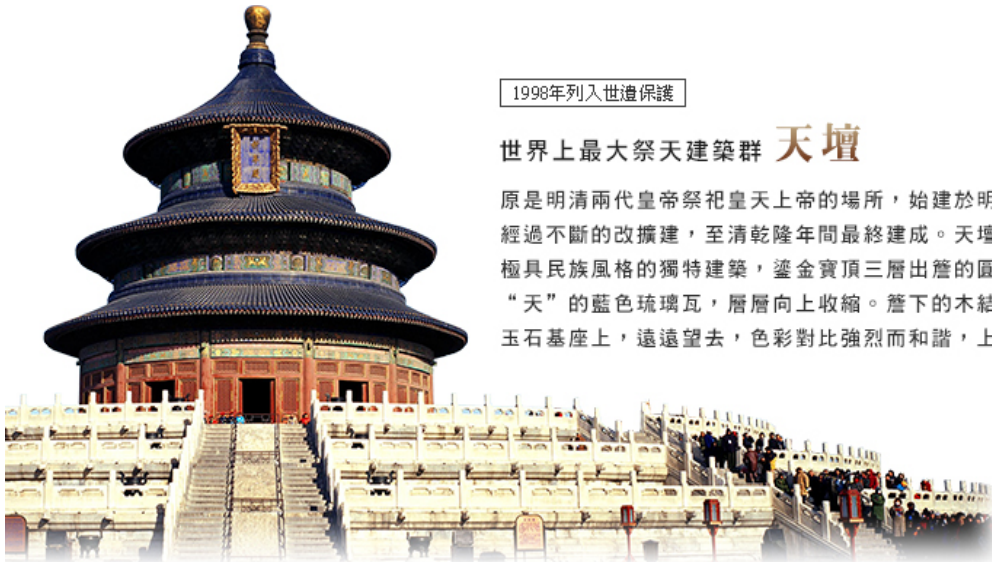 1998年列入世遺保護
世界上最大祭天建築群 天壇
原是明清兩代皇帝祭祀皇天上帝的場所，始建於明
經過不斷的改擴建，至清乾隆年間最終建成。天壇
極具民族風格的獨特建築，鎏金寶頂三層出簷的圓
“天”的藍色琉璃瓦，層層向上收縮。簷下的木結
玉石基座上，遠遠望去，色彩對比強烈而和諧，上